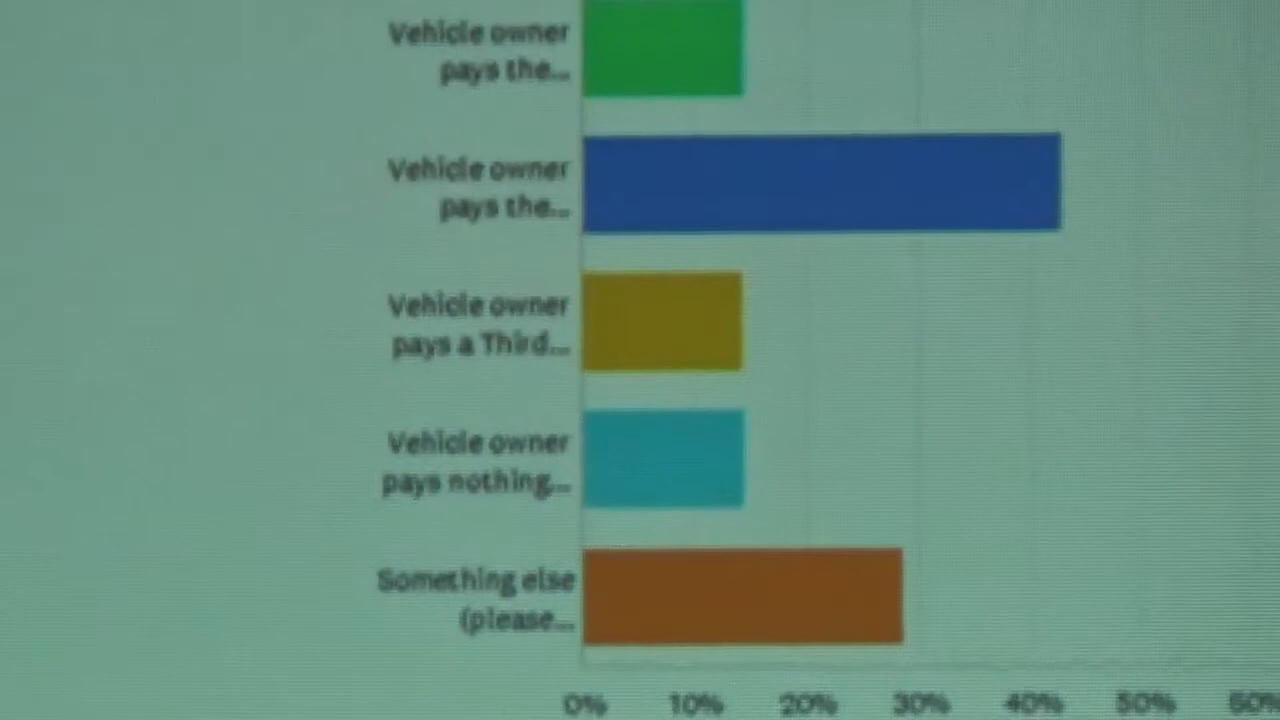 Vehicle owner
pays the...
Vehicle owner
pays the...
Vehicle owner
pays a Third...
Vehicle owner
pays nothing...
Something else
(please...
0% 10% 20% 30% 40% 50% 60%